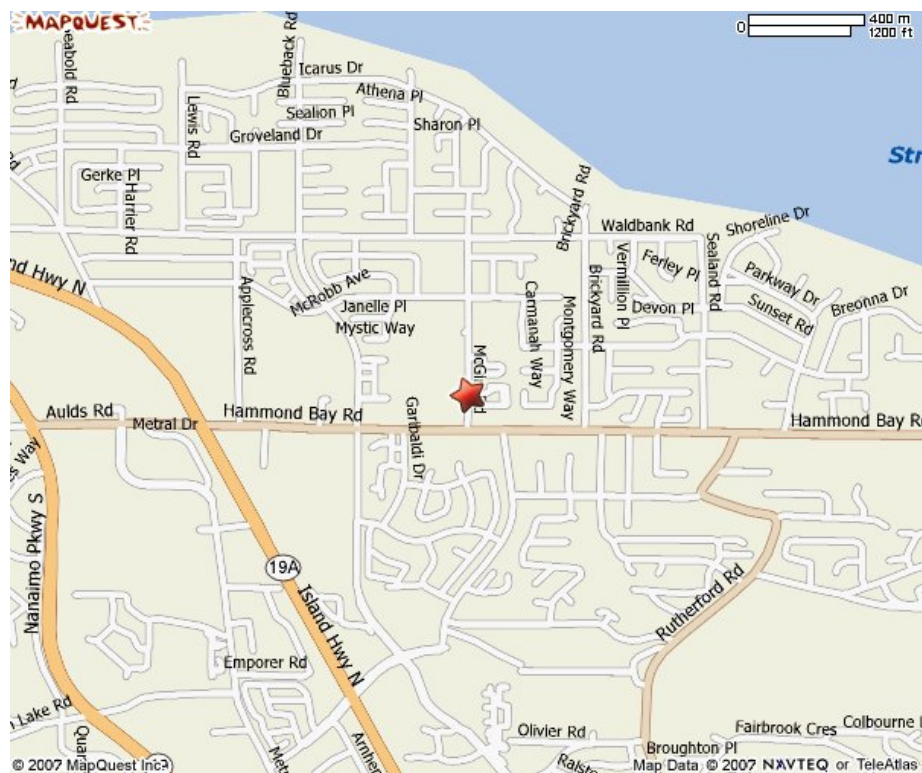 MAPQUEST
0 400 m
1200 ft
Icarus Dr
Blueback Rd
Athena Pl
Sealion Pl
Lewis Rd
Sharon Pl
Groveland Dr
Gerke Pl
Harrier Rd
Brickyard Rd
Waldbank Rd
Shoreline Dr
Vermillion Pl
Ferley Pl
Sealand Rd
Parkway Dr
Hwy N
Applecross Rd
McRobb Ave
Janelle Pl
Mystic Way
Carmanah Way
Montgomery Way
Brickyard Rd
Devon Pl
Sunset Rd
Breonna Dr
Aulds Rd
Metral Dr
Hammond Bay Rd
Garibaldi Dr
Hammond Bay
Way
Nanaimo Pkwy S
19A
Island Hwy N
Rutherford Rd
Emporer Rd
Lake Rd
Olivier Rd
Fairbrook Cres
Colbourne
Broughton Pl
© 2007 MapQuest Inc
Map Data © 2007 NAVTEQ or TeleAtlas